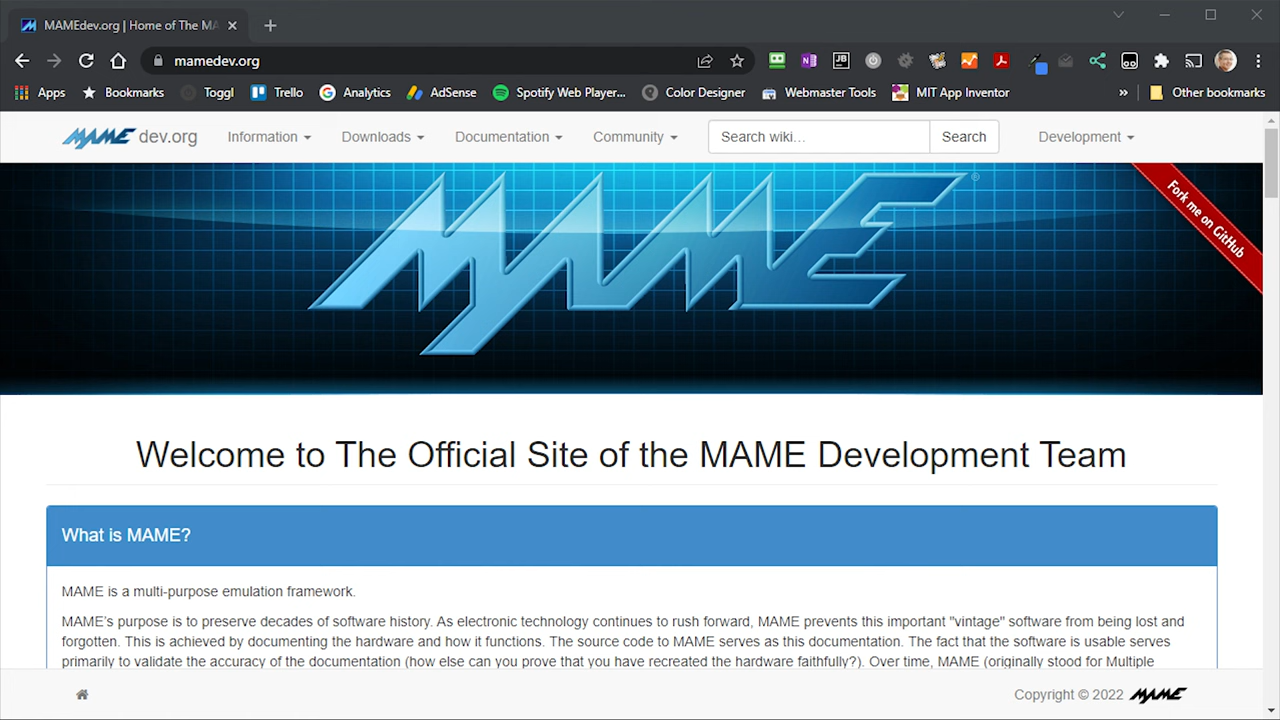 MAMEdev.org | Home of The MA
mamedev.org
Apps Bookmarks Toggl Trello Analytics AdSense Spotify Web Player... Color Designer Webmaster Tools MIT App Inventor » Other bookmarks
MAME dev.org Information Downloads Documentation Community Search wiki... Search Development
MAME ®
Fork me on GitHub
Welcome to The Official Site of the MAME Development Team
What is MAME?
MAME is a multi-purpose emulation framework.
MAME's purpose is to preserve decades of software history. As electronic technology continues to rush forward, MAME prevents this important "vintage" software from being lost and
forgotten. This is achieved by documenting the hardware and how it functions. The source code to MAME serves as this documentation. The fact that the software is usable serves
primarily to validate the accuracy of the documentation (how else can you prove that you have recreated the hardware faithfully?). Over time, MAME (originally stood for Multiple
Copyright © 2022 MAME